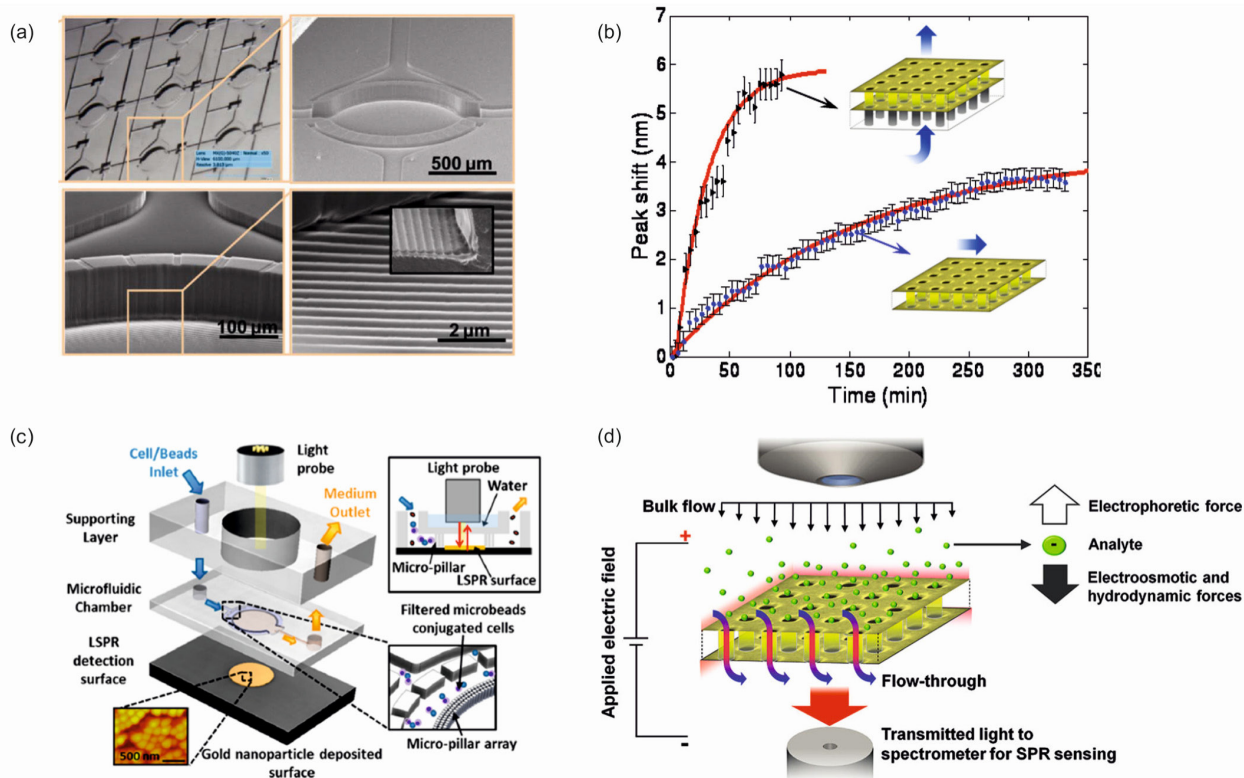 (a)
500 µm
100 µm
2 µm
(b)
Peak shift (nm)
7
6
5
4
3
2
1
0
0
50
100
150
200
250
300
350
Time (min)
(c)
Cell/Beads
Inlet
Light
probe
Medium
Outlet
Supporting
Layer
Microfluidic
Chamber
LSPR
detection
surface
500 nm
Gold nanoparticle deposited
surface
Light probe
Water
Micro-pillar
LSPR surface
Filtered microbeads
conjugated cells
Micro-pillar array
(d)
Bulk flow
+
Applied electric field
-
Electrophoretic force
-
Analyte
Electroosmotic and
hydrodynamic forces
Flow-through
Transmitted light to
spectrometer for SPR sensing